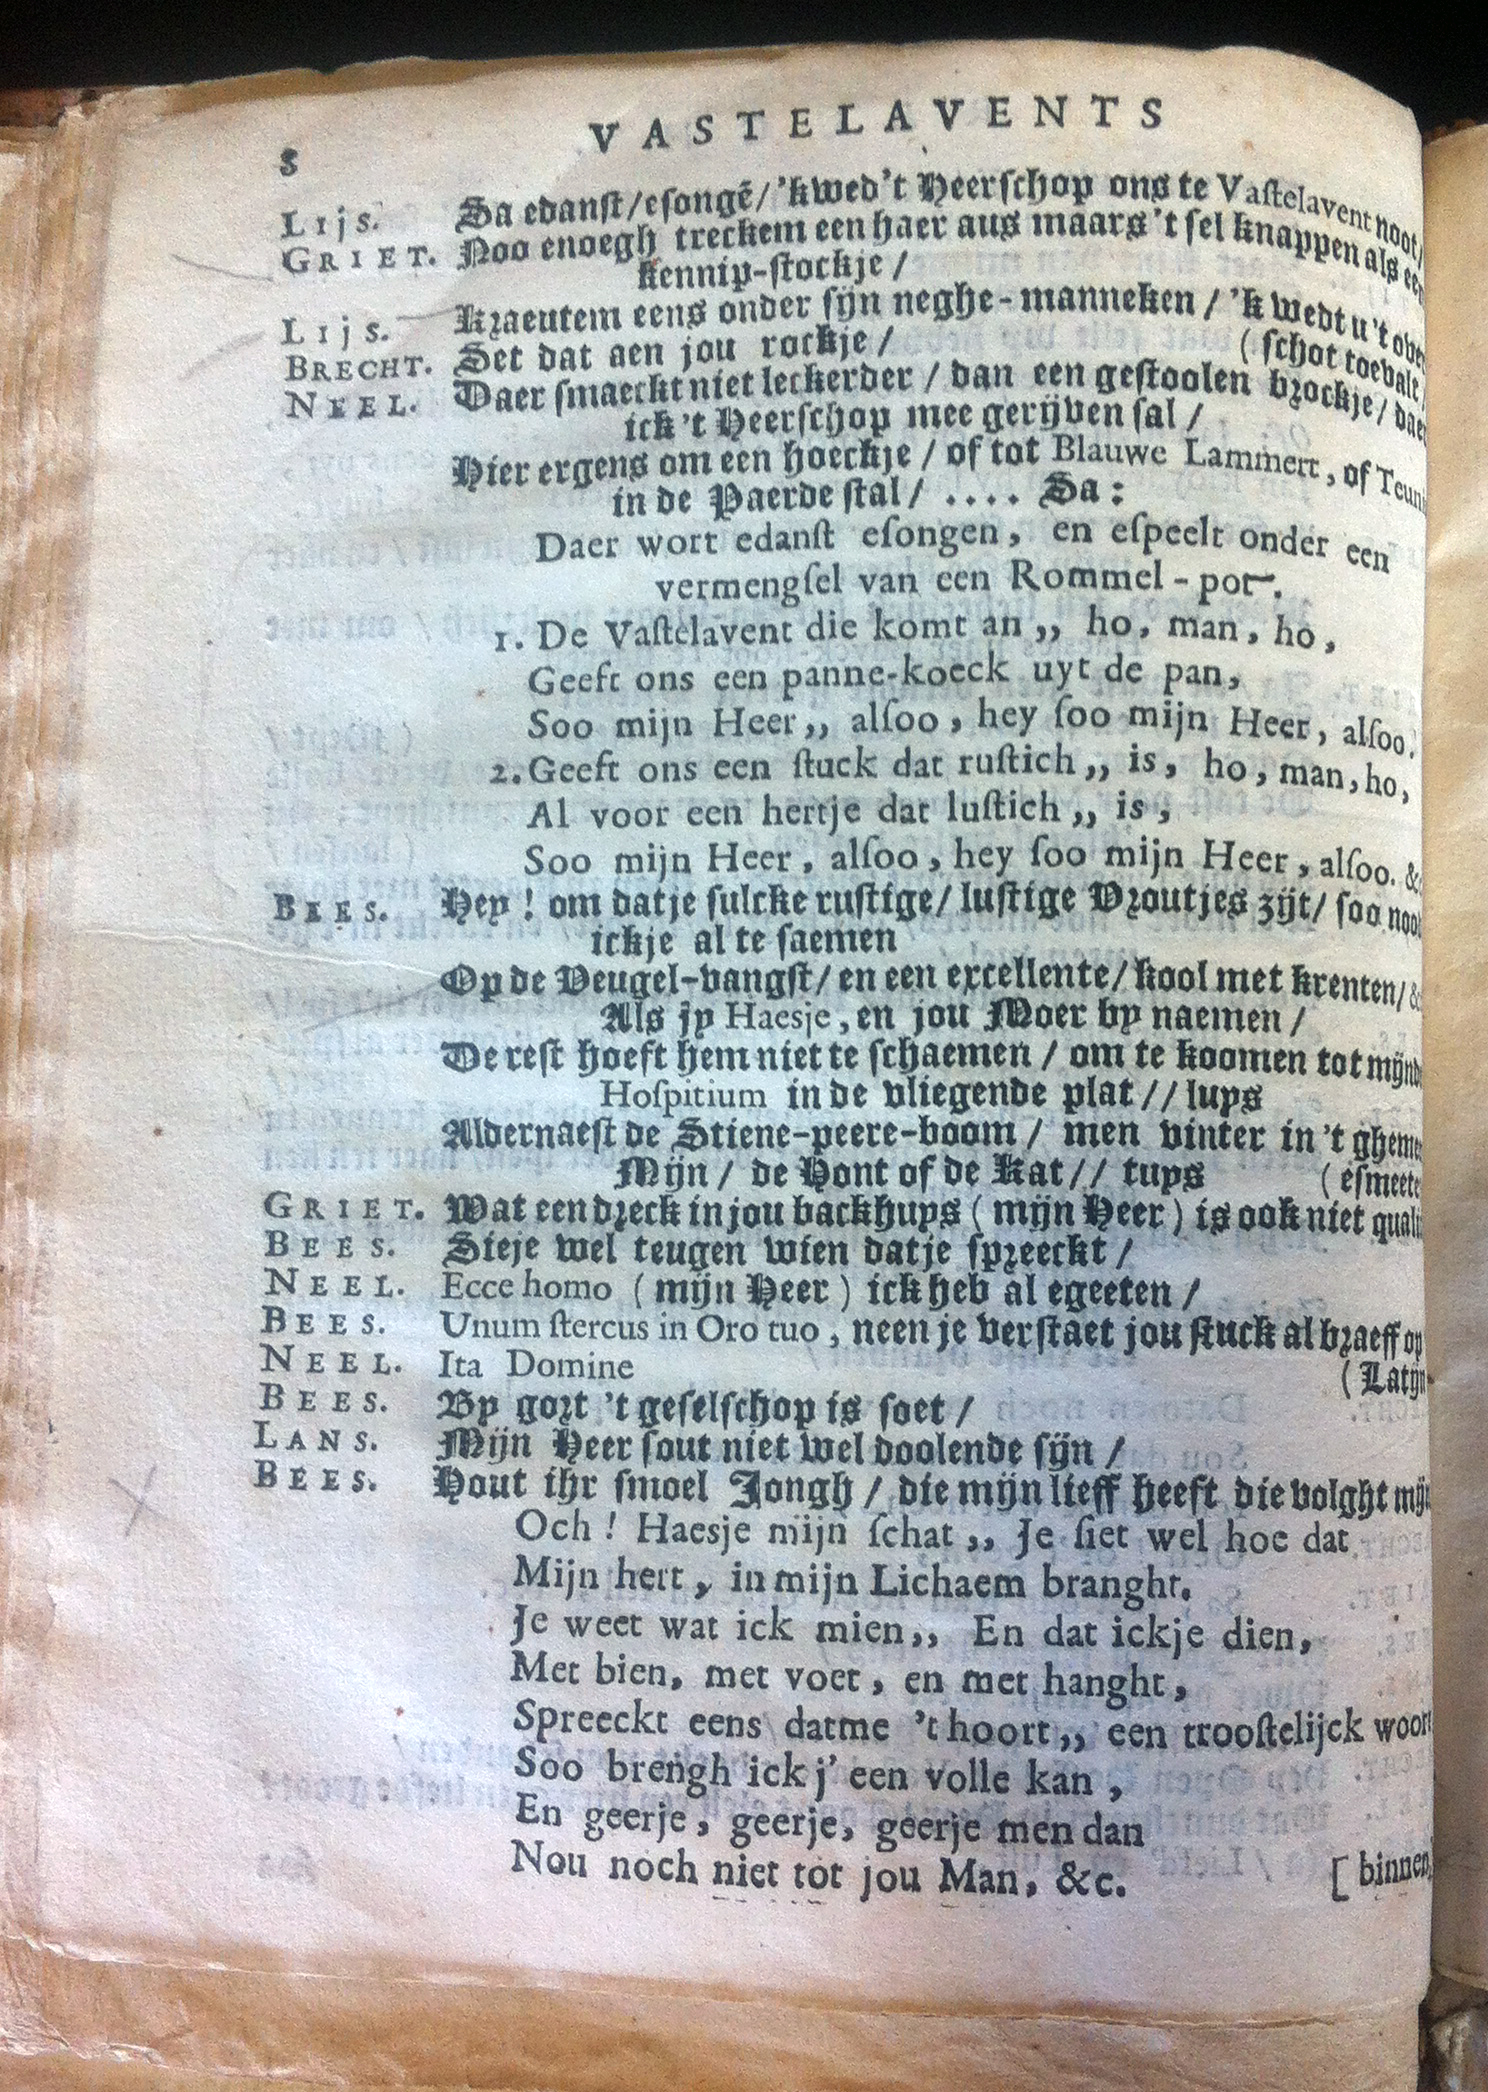 8 VASTELAVENTS
Lijs. Sa edanst/esongē/'kwed't Heerschop ons te Vastelavent noot/
GRIET. Noo enoegh treckem een haer aus maars 't sel knappen als een
kennip-stockje /
Lijs. Kraeutem eens onder sijn neghe-manneken / 'k wedt u 't over
BRECHT. Set dat aen jou rockje / (schot toevalt/
NEEL. Daer smaeckt niet leckerder / dan een gestoolen brockje / daer
ick 't Heerschop mee gerijven sal /
Hier ergens om een hoeckje / of tot Blauwe Lammert, of Teunis
in de Paerde stal / .... Sa:
Daer wort edanst esongen, en espeelt onder een
vermengsel van een Rommel-pot.
1. De Vastelavent die komt an,, ho, man, ho,
Geeft ons een panne-koeck uyt de pan,
Soo mijn Heer,, alsoo, hey soo mijn Heer, alsoo.
2. Geeft ons een stuck dat rustich,, is, ho, man, ho,
Al voor een hertje dat lustich,, is,
Soo mijn Heer, alsoo, hey soo mijn Heer, alsoo. &
BEES. Hey! om datje sulcke rustige/ lustige Vroutjes zijt/ soo noot
ickje al te saemen
Op de Veugel-vangst/ en een excellente/ kool met krenten/ &
Als jy Haesje, en jou Moer by naemen /
De rest hoeft hem niet te schaemen / om te koomen tot mijnd
Hospitium in de vliegende plat // luys
Aldernaest de Stiene-peere-boom / men vinter in 't gheme
Mijn / de Hont of de Kat // tuys (esmeete
GRIET. Wat een dreck in jou backhuys (mijn Heer) is ook niet quali
BEES. Sieje wel teugen wien datje spreeckt /
NEEL. Ecce homo (mijn Heer) ick heb al egeeten /
BEES. Unum stercus in Oro tuo, neen je verstaet jou stuck al braeff op
NEEL. Ita Domine (Latijn
BEES. By gort 't geselschop is soet /
LANS. Mijn Heer sout niet wel doolende sijn /
BEES. Hout ihr smoel Jongh / die mijn lieff heeft die volght mijn
Och! Haesje mijn schat,, Je siet wel hoe dat
Mijn hert, in mijn Lichaem branght.
Je weet wat ick mien,, En dat ickje dien,
Met bien, met voet, en met hanght,
Spreeckt eens datme 't hoort,, een troostelijck woort
Soo brengh ick j' een volle kan,
En geerje, geerje, geerje men dan
Nou noch niet tot jou Man, &c. [binnen.